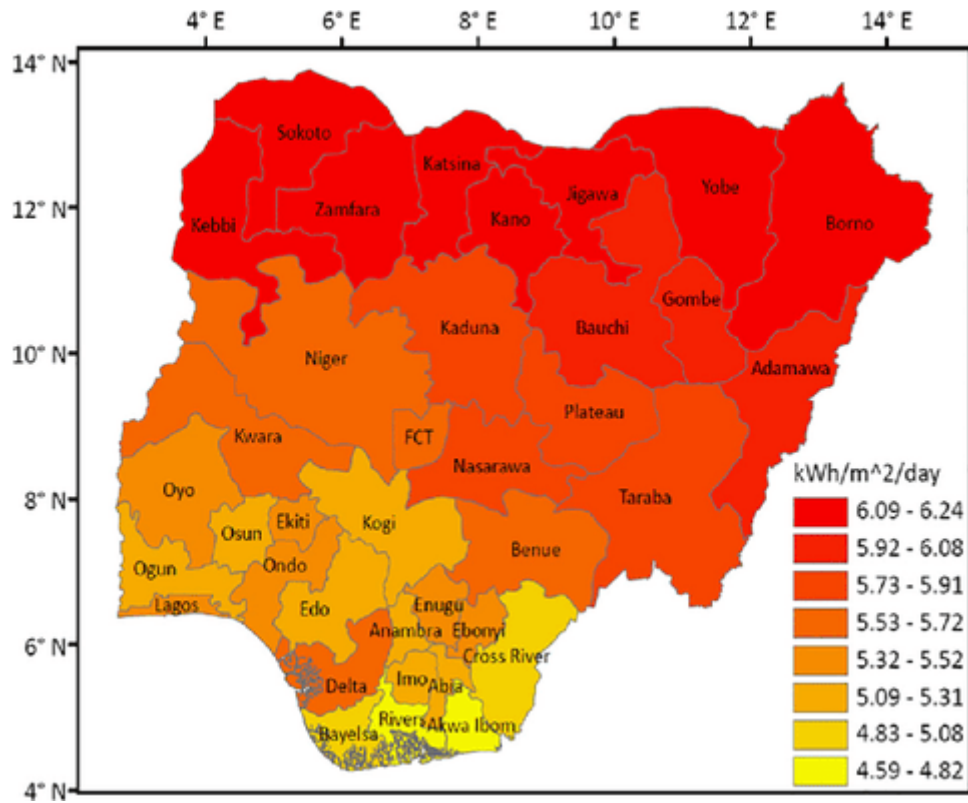 4° E 6° E 8° E 10° E 12° E 14° E
14° N
Sokoto
Katsina
Jigawa
Yobe
Zamfara
12° N
Kebbi
Kano
Borno
Gombe
Kaduna
Bauchi
10° N
Niger
Adamawa
Plateau
Kwara
FCT
Nasarawa
kWh/m^2/day
Oyo
8° N
Taraba
6.09 - 6.24
Osun
Ekiti
Kogi
5.92 - 6.08
Benue
Ogun
Ondo
5.73 - 5.91
Lagos
Edo
Enugu
5.53 - 5.72
Anambra
Ebonyi
6° N
Cross River
5.32 - 5.52
Delta
Imo
Abia
5.09 - 5.31
Bayelsa
Rivers
Akwa Ibom
4.83 - 5.08
4.59 - 4.82
4° N